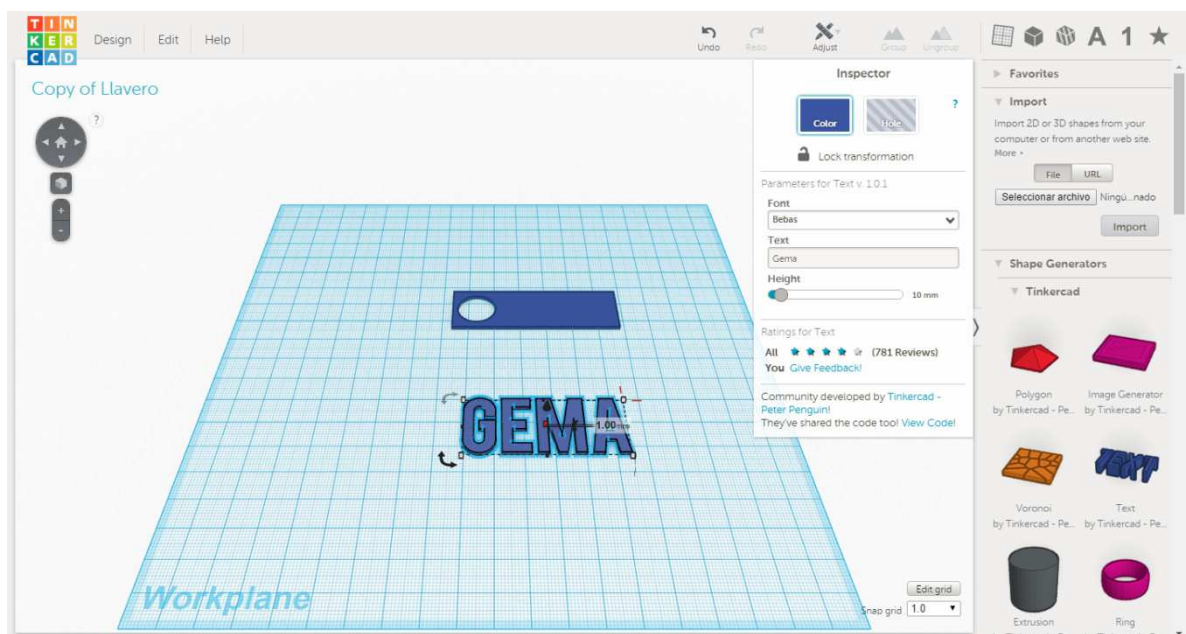 TIN
KER
CAD
Design Edit Help
Undo Redo Adjust Group Ungroup
A 1
Copy of Llavero
?
+
-
Inspector
Color Hole ?
Lock transformation
Parameters for Text v. 1.0.1
Font
Bebas
Text
Gema
Height
10 mm
Ratings for Text
All (781 Reviews)
You Give Feedback!
Community developed by Tinkercad -
Peter Penguin!
They've shared the code too! View Code!
GEMA
1.00mm
Workplane
Edit grid
Snap grid 1.0
Favorites
Import
Import 2D or 3D shapes from your
computer or from another web site.
More
File URL
Seleccionar archivo Ningú...nado
Import
Shape Generators
Tinkercad
Polygon Image Generator
by Tinkercad - Pe... by Tinkercad - Pe...
TEXT
Voronoi Text
by Tinkercad - Pe... by Tinkercad - Pe...
Extrusion Ring